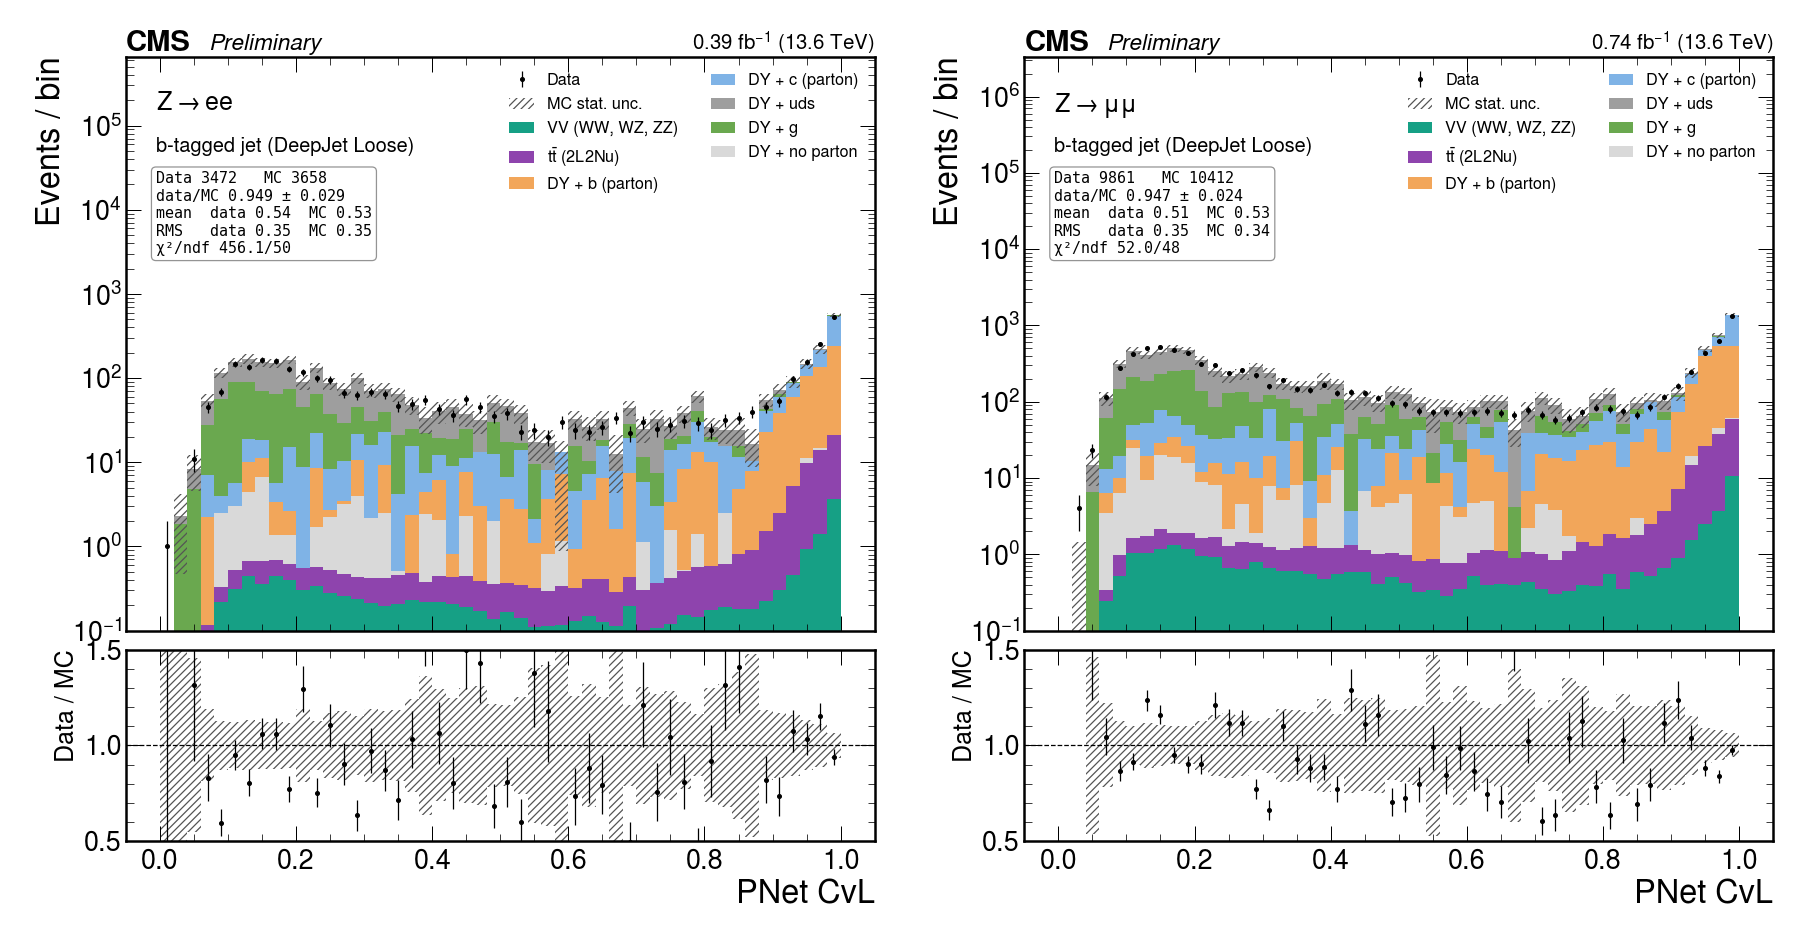 CMS Preliminary 0.39 fb⁻¹ (13.6 TeV)
Events / bin
Z → ee
b-tagged jet (DeepJet Loose)
Data 3472 MC 3658
data/MC 0.949 ± 0.029
mean data 0.54 MC 0.53
RMS data 0.35 MC 0.35
χ²/ndf 456.1/50
Data
MC stat. unc.
VV (WW, WZ, ZZ)
tt̄ (2L2Nu)
DY + b (parton)
DY + c (parton)
DY + uds
DY + g
DY + no parton
10⁵
10⁴
10³
10²
10¹
10⁰
10⁻¹
Data / MC
1.5
1.0
0.5
0.0 0.2 0.4 0.6 0.8 1.0
PNet CvL
CMS Preliminary 0.74 fb⁻¹ (13.6 TeV)
Events / bin
Z → μμ
b-tagged jet (DeepJet Loose)
Data 9861 MC 10412
data/MC 0.947 ± 0.024
mean data 0.51 MC 0.53
RMS data 0.35 MC 0.34
χ²/ndf 52.0/48
Data
MC stat. unc.
VV (WW, WZ, ZZ)
tt̄ (2L2Nu)
DY + b (parton)
DY + c (parton)
DY + uds
DY + g
DY + no parton
10⁶
10⁵
10⁴
10³
10²
10¹
10⁰
10⁻¹
Data / MC
1.5
1.0
0.5
0.0 0.2 0.4 0.6 0.8 1.0
PNet CvL